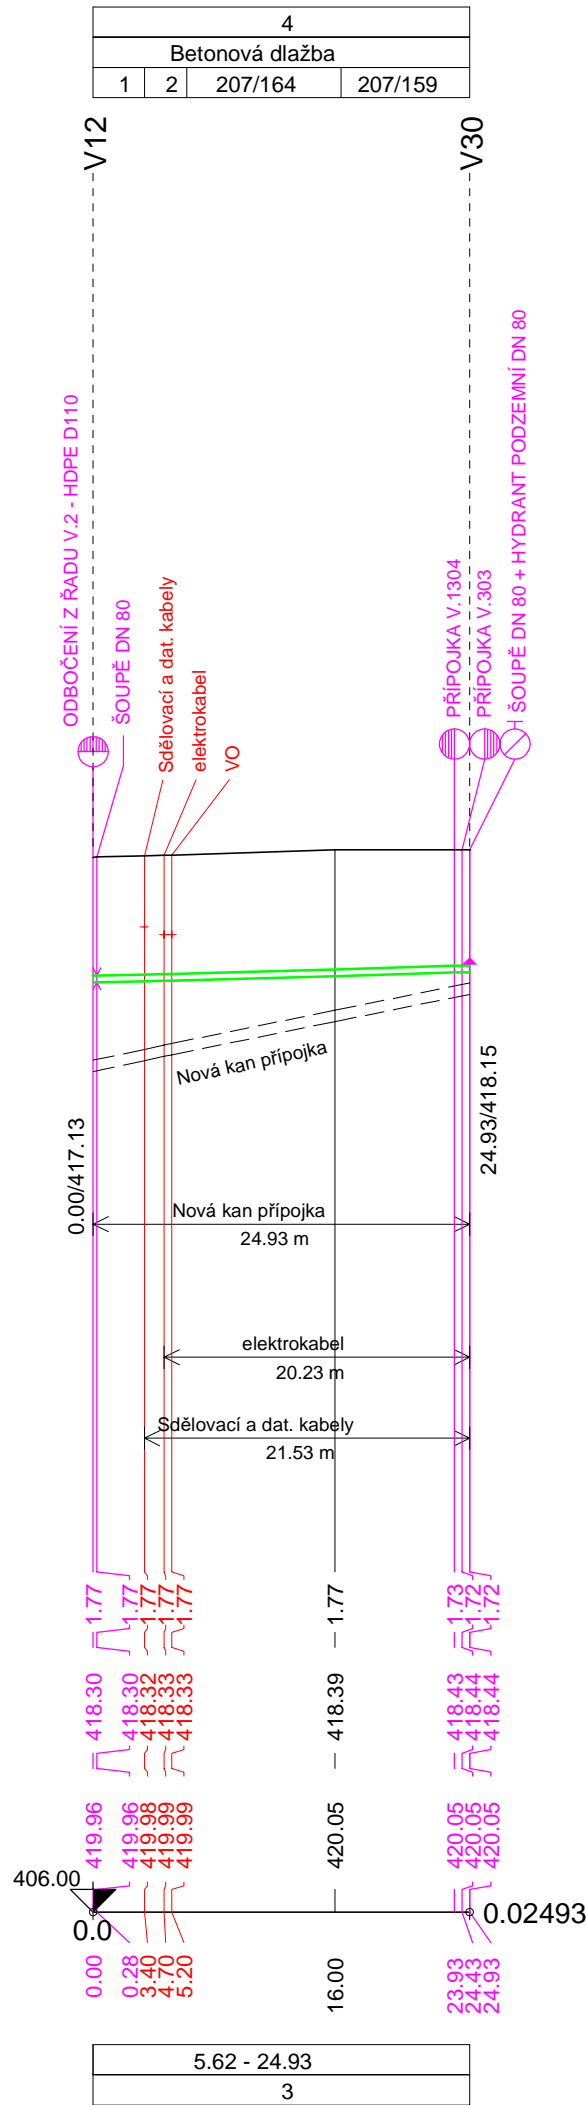 4
Betonová dlažba
1 2 207/164 207/159
V12
V30
ODBOČENÍ Z ŘADU V.2 - HDPE D110
ŠOUPĚ DN 80
Sdělovací a dat. kabely
elektrokabel
VO
PŘÍPOJKA V.1304
PŘÍPOJKA V.303
ŠOUPĚ DN 80 + HYDRANT PODZEMNÍ DN 80
H
Nová kan přípojka
0.00/417.13
24.93/418.15
Nová kan přípojka
24.93 m
elektrokabel
20.23 m
Sdělovací a dat. kabely
21.53 m
1.77 1.77 1.77 1.77 1.77 1.77 1.73 1.72 1.72
418.30 418.30 418.32 418.33 418.33 418.39 418.43 418.44 418.44
419.96 419.96 419.98 419.99 419.99 420.05 420.05 420.05 420.05
406.00
0.0
0.02493
0.00 0.28 3.40 4.70 5.20 16.00 23.93 24.43 24.93
5.62 - 24.93
3